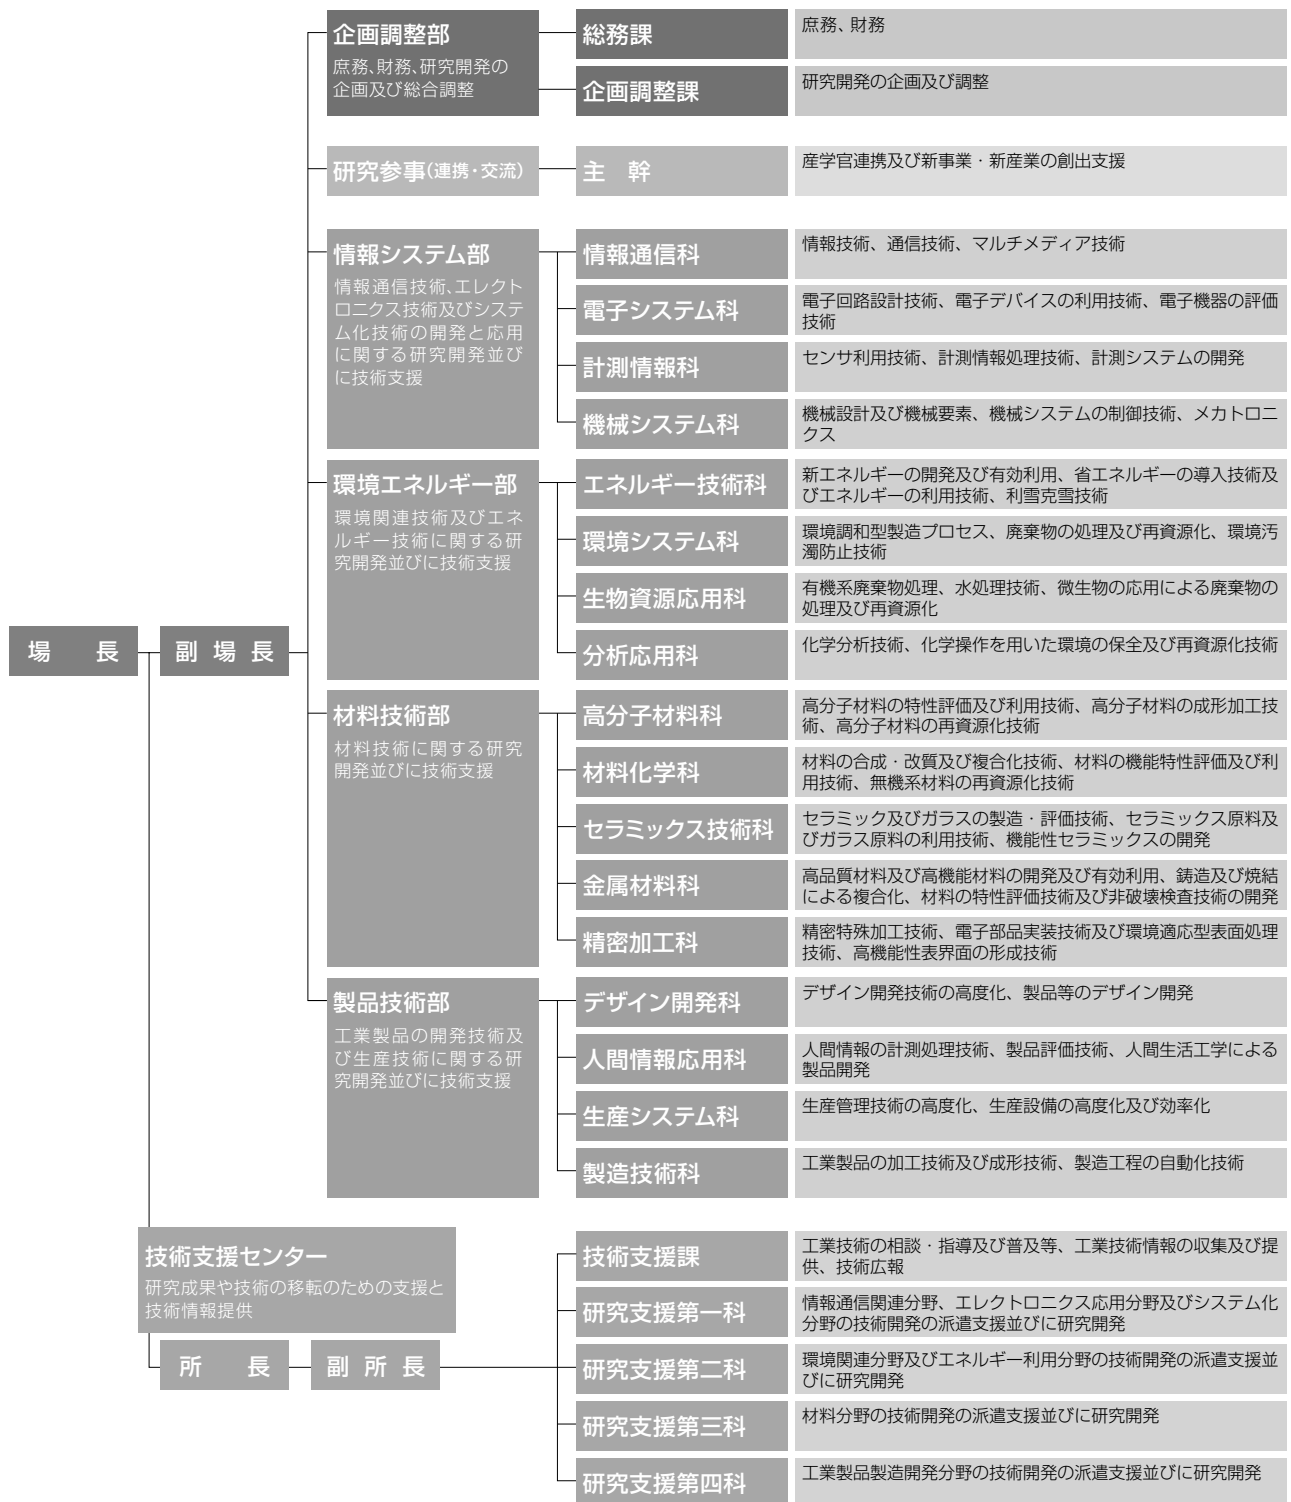 企画調整部
庶務、財務、研究開発の
企画及び総合調整
総務課
庶務、財務
企画調整課
研究開発の企画及び調整
研究参事(連携・交流)
主 幹
産学官連携及び新事業・新産業の創出支援
情報システム部
情報通信技術、エレクト
ロニクス技術及びシステ
ム化技術の開発と応用
に関する研究開発並び
に技術支援
情報通信科
情報技術、通信技術、マルチメディア技術
電子システム科
電子回路設計技術、電子デバイスの利用技術、電子機器の評価
技術
計測情報科
センサ利用技術、計測情報処理技術、計測システムの開発
機械システム科
機械設計及び機械要素、機械システムの制御技術、メカトロニ
クス
環境エネルギー部
環境関連技術及びエネ
ルギー技術に関する研
究開発並びに技術支援
エネルギー技術科
新エネルギーの開発及び有効利用、省エネルギーの導入技術及
びエネルギーの利用技術、利雪克雪技術
環境システム科
環境調和型製造プロセス、廃棄物の処理及び再資源化、環境汚
濁防止技術
生物資源応用科
有機系廃棄物処理、水処理技術、微生物の応用による廃棄物の
処理及び再資源化
分析応用科
化学分析技術、化学操作を用いた環境の保全及び再資源化技術
場 長
副 場 長
材料技術部
材料技術に関する研究
開発並びに技術支援
高分子材料科
高分子材料の特性評価及び利用技術、高分子材料の成形加工技
術、高分子材料の再資源化技術
材料化学科
材料の合成・改質及び複合化技術、材料の機能特性評価及び利
用技術、無機系材料の再資源化技術
セラミックス技術科
セラミック及びガラスの製造・評価技術、セラミックス原料及
びガラス原料の利用技術、機能性セラミックスの開発
金属材料科
高品質材料及び高機能材料の開発及び有効利用、鋳造及び焼結
による複合化、材料の特性評価技術及び非破壊検査技術の開発
精密加工科
精密特殊加工技術、電子部品実装技術及び環境適応型表面処理
技術、高機能性表界面の形成技術
製品技術部
工業製品の開発技術及
び生産技術に関する研
究開発並びに技術支援
デザイン開発科
デザイン開発技術の高度化、製品等のデザイン開発
人間情報応用科
人間情報の計測処理技術、製品評価技術、人間生活工学による
製品開発
生産システム科
生産管理技術の高度化、生産設備の高度化及び効率化
製造技術科
工業製品の加工技術及び成形技術、製造工程の自動化技術
技術支援センター
研究成果や技術の移転のための支援と
技術情報提供
所 長
副 所 長
技術支援課
工業技術の相談・指導及び普及等、工業技術情報の収集及び提
供、技術広報
研究支援第一科
情報通信関連分野、エレクトロニクス応用分野及びシステム化
分野の技術開発の派遣支援並びに研究開発
研究支援第二科
環境関連分野及びエネルギー利用分野の技術開発の派遣支援並
びに研究開発
研究支援第三科
材料分野の技術開発の派遣支援並びに研究開発
研究支援第四科
工業製品製造開発分野の技術開発の派遣支援並びに研究開発